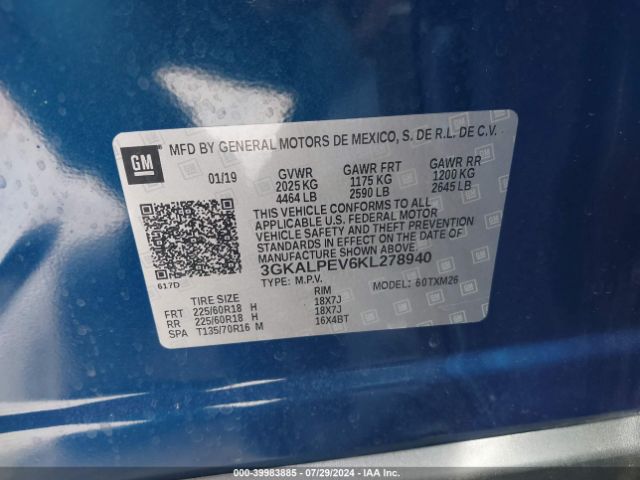 GM
MFD BY GENERAL MOTORS DE MEXICO, S. DE R.L. DE C.V.
01/19 GVWR GAWR FRT GAWR RR
2025 KG 1175 KG 1200 KG
4464 LB 2590 LB 2645 LB
THIS VEHICLE CONFORMS TO ALL
APPLICABLE U.S. FEDERAL MOTOR
VEHICLE SAFETY AND THEFT PREVENTION
STANDARDS IN EFFECT ON THE DATE OF
MANUFACTURE SHOWN ABOVE.
3GKALPEV6KL278940
617D TYPE: M.P.V. MODEL: 60TXM26
TIRE SIZE RIM
FRT 225/60R18 H 18X7J
RR 225/60R18 H 18X7J
SPA T135/70R16 M 16X4BT
000-39983885 - 07/29/2024 - IAA Inc.